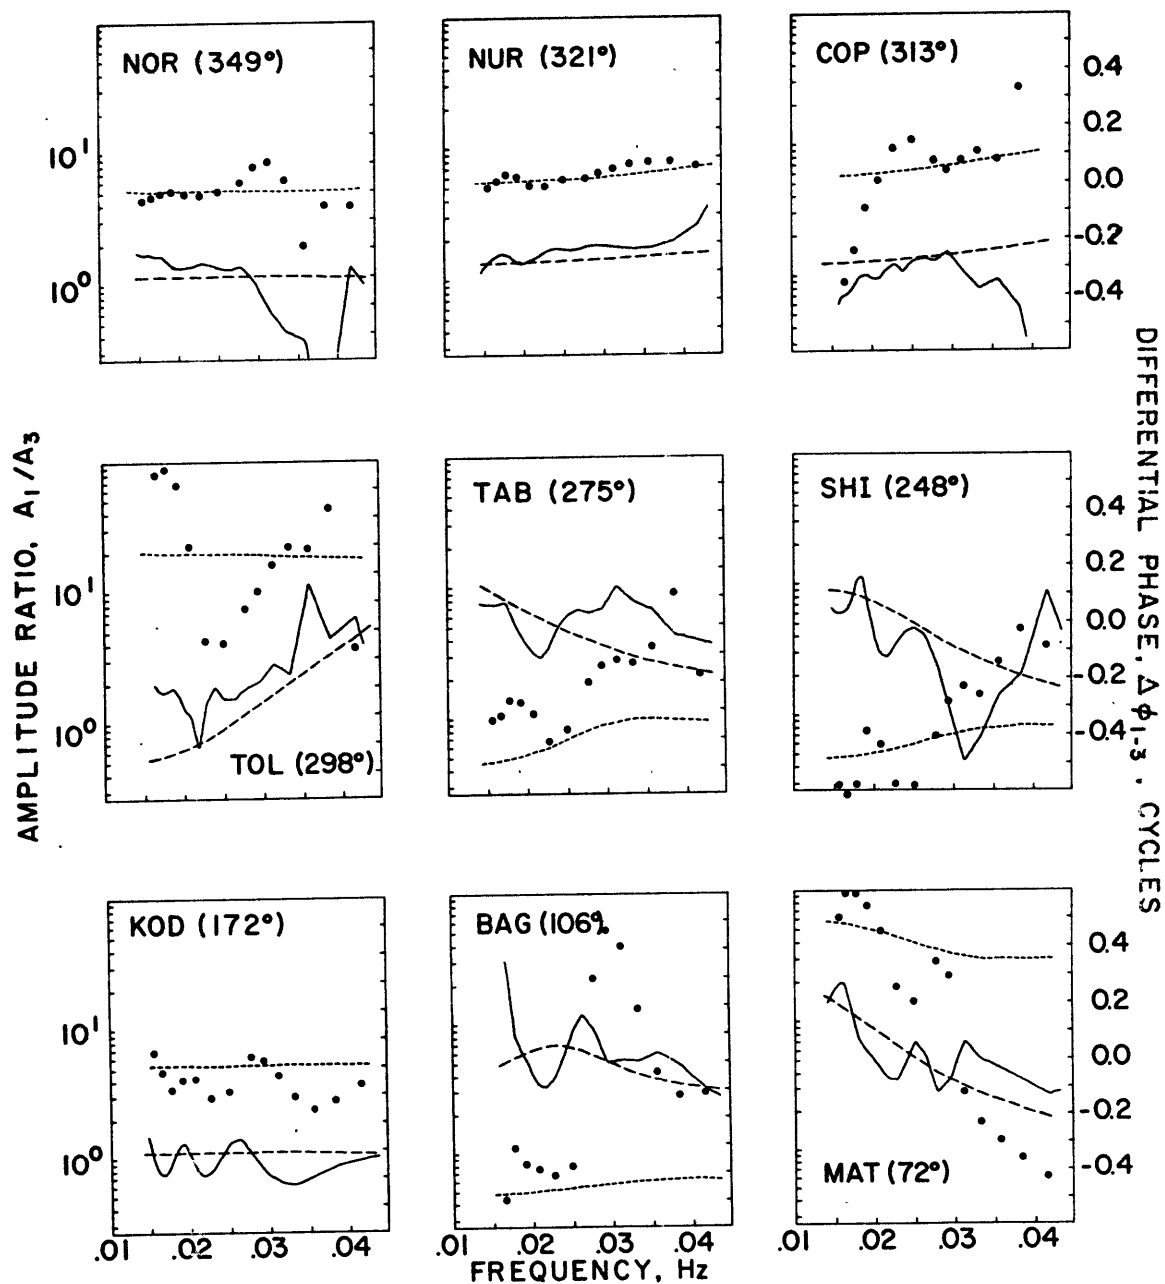 NOR (349°)
NUR (321°)
COP (313°)
10¹
10⁰
0.4
0.2
0.0
-0.2
-0.4
AMPLITUDE RATIO, A₁/A₃
DIFFERENTIAL PHASE, Δ ϕ₁₋₃, CYCLES
TOL (298°)
TAB (275°)
SHI (248°)
10¹
10⁰
0.4
0.2
0.0
-0.2
-0.4
KOD (172°)
BAG (106°)
MAT (72°)
10¹
10⁰
0.4
0.2
0.0
-0.2
-0.4
.01 .02 .03 .04
.01 .02 .03 .04
.01 .02 .03 .04
FREQUENCY, Hz